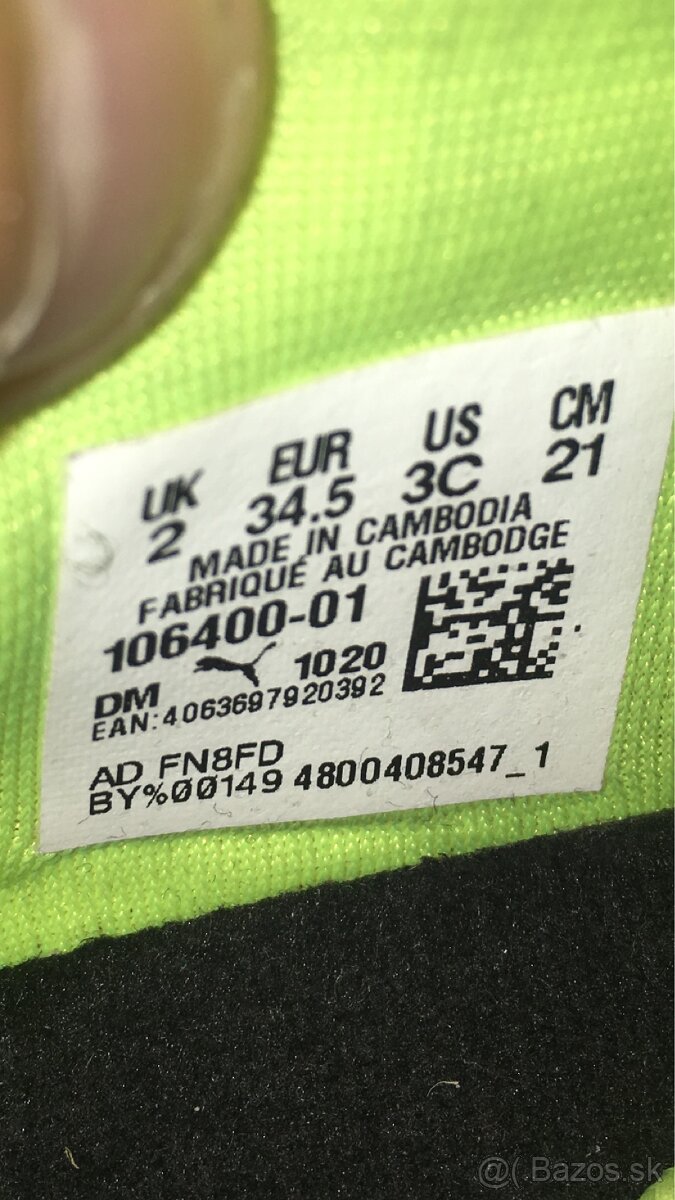 UK EUR US CM
2 34.5 3C 21
MADE IN CAMBODIA
FABRIQUÉ AU CAMBODGE
106400-01
DM 1020
EAN:4063697920392
AD FN8FD
BY%00149 4800408547_1
@(.Bazos.sk